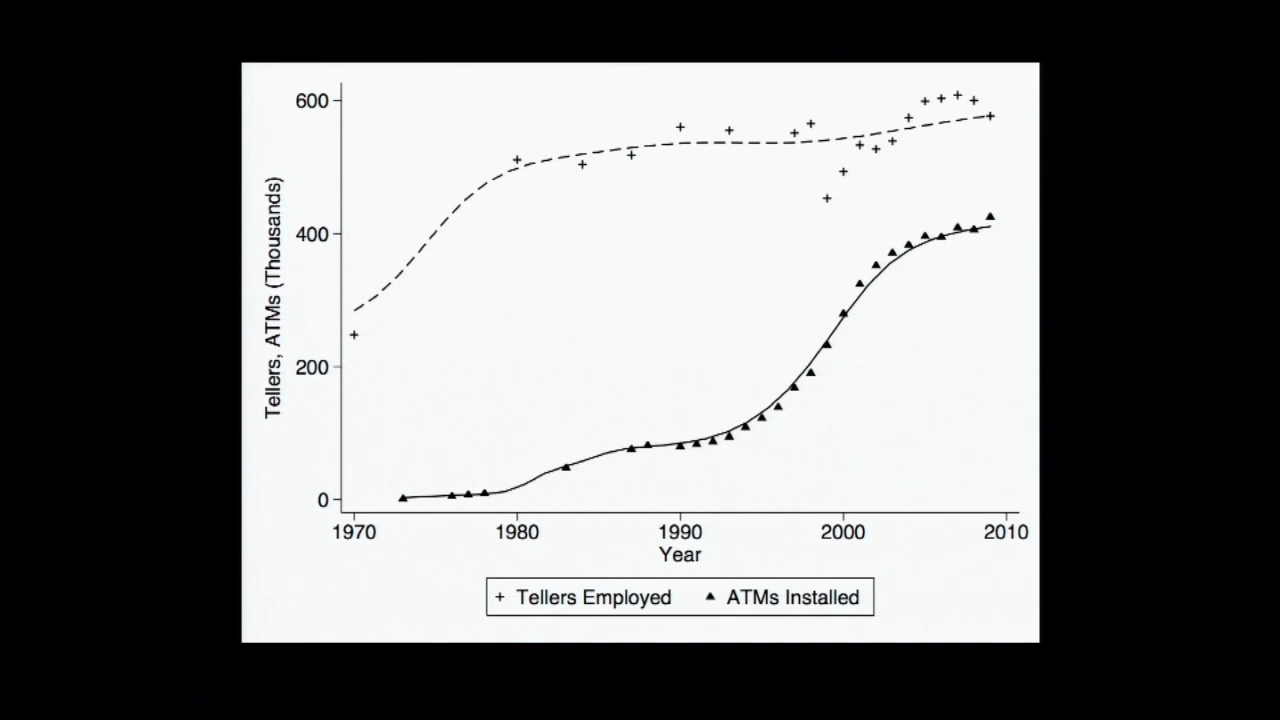 Tellers, ATMs (Thousands)
600
400
200
0
1970 1980 1990 2000 2010
Year
Tellers Employed ATMs Installed